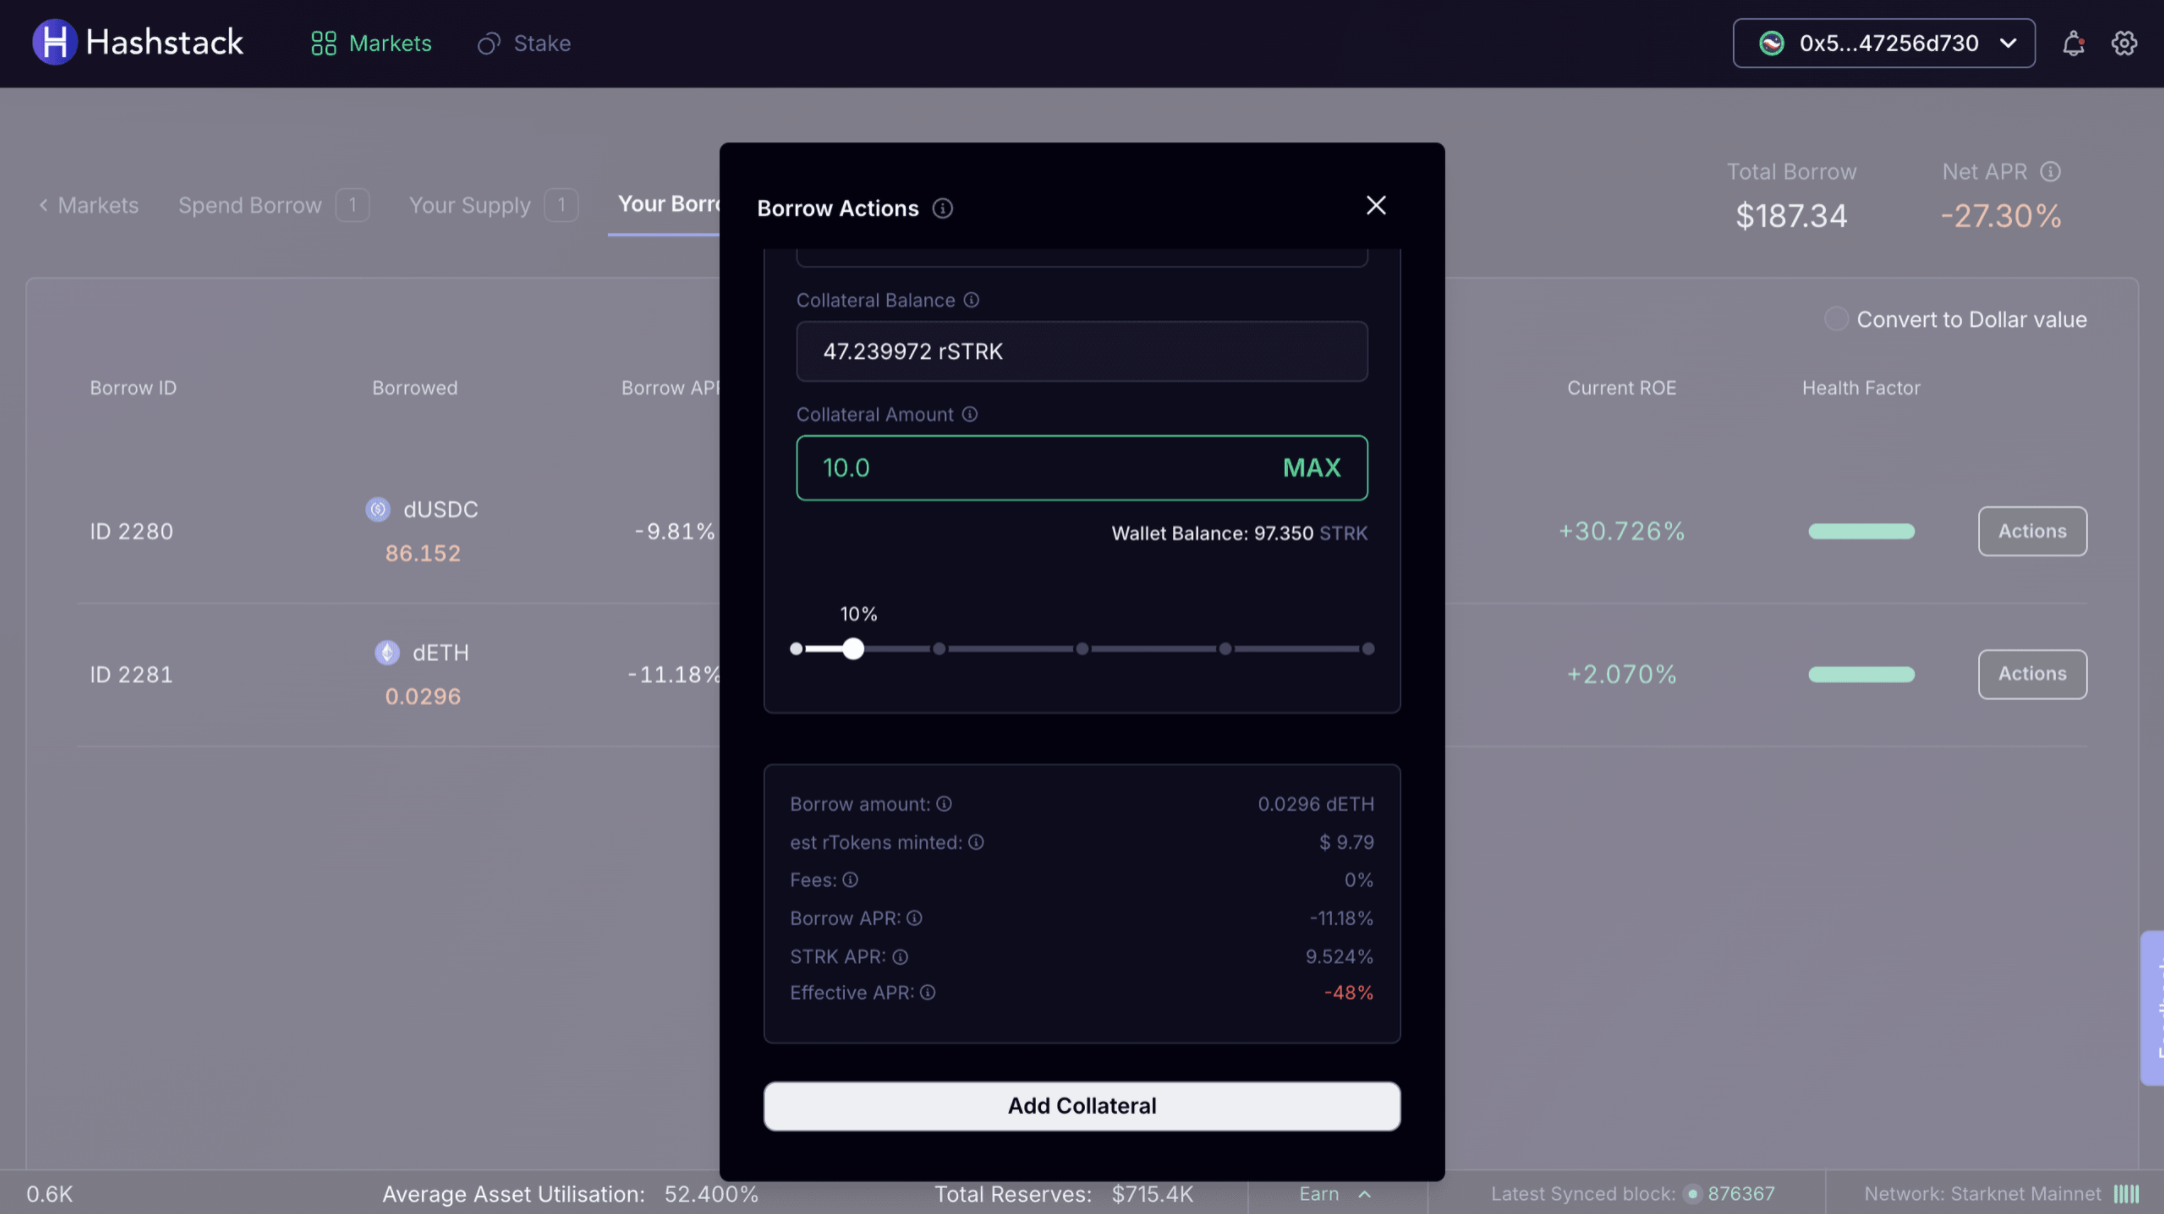 Hashstack
Markets
Stake
0x5...47256d730
Markets
Spend Borrow 1
Your Supply 1
Your Borro
Total Borrow
$187.34
Net APR
-27.30%
Convert to Dollar value
Borrow ID
Borrowed
Borrow APR
Current ROE
Health Factor
ID 2280
dUSDC
86.152
-9.81%
+30.726%
Actions
ID 2281
dETH
0.0296
-11.18%
+2.070%
Actions
Borrow Actions
Collateral Balance
47.239972 rSTRK
Collateral Amount
10.0 MAX
Wallet Balance: 97.350 STRK
10%
Borrow amount: 0.0296 dETH
est rTokens minted: $ 9.79
Fees: 0%
Borrow APR: -11.18%
STRK APR: 9.524%
Effective APR: -48%
Add Collateral
0.6K
Average Asset Utilisation: 52.400%
Total Reserves: $715.4K
Earn
Latest Synced block: 876367
Network: Starknet Mainnet